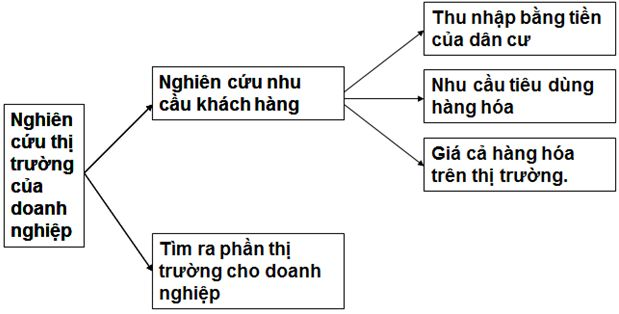 Nghiên
cứu thị
trường
của
doanh
nghiệp
Nghiên cứu nhu
cầu khách hàng
Thu nhập bằng tiền
của dân cư
Nhu cầu tiêu dùng
hàng hóa
Giá cả hàng hóa
trên thị trường.
Tìm ra phần thị
trường cho doanh
nghiệp